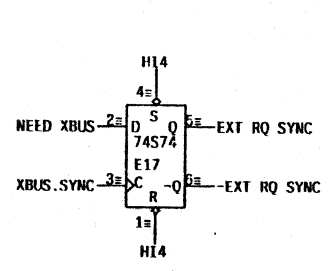 HI4
4≡
S
NEED XBUS 2≡ D Q 5≡ EXT RQ SYNC
74S74
E17
XBUS.SYNC 3≡ C -Q 6≡ -EXT RQ SYNC
R
1≡
HI4